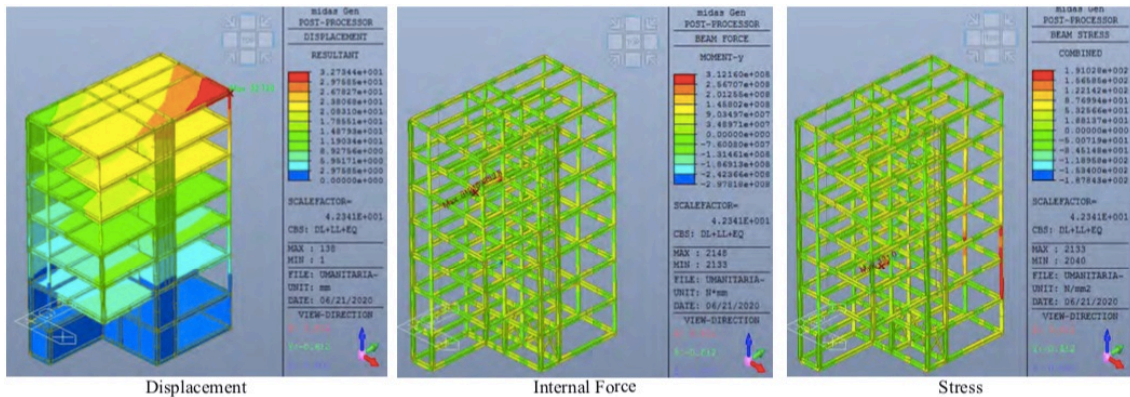 midas Gen
POST-PROCESSOR
DISPLACEMENT
RESULTANT
3.27344e+001
2.97585e+001
2.67827e+001
2.38068e+001
2.08310e+001
1.78551e+001
1.48793e+001
1.19034e+001
8.92756e+000
5.95171e+000
2.97585e+000
0.00000e+000
SCALEFACTOR=
4.2341E+001
CBS: DL+LL+EQ
MAX : 138
MIN : 1
FILE: UMANITARIA~
UNIT: mm
DATE: 06/21/2020
VIEW-DIRECTION
midas Gen
POST-PROCESSOR
BEAM FORCE
MOMENT-y
3.12160e+008
2.56707e+008
2.01255e+008
1.45802e+008
9.03497e+007
3.48971e+007
0.00000e+000
-7.60080e+007
-1.31461e+008
-1.86913e+008
-2.42366e+008
-2.97818e+008
SCALEFACTOR=
4.2341E+001
CBS: DL+LL+EQ
MAX : 2148
MIN : 2133
FILE: UMANITARIA~
UNIT: N*mm
DATE: 06/21/2020
VIEW-DIRECTION
midas Gen
POST-PROCESSOR
BEAM STRESS
COMBINED
1.91028e+002
1.56585e+002
1.22142e+002
8.76994e+001
5.32566e+001
1.88137e+001
0.00000e+000
-5.00719e+001
-8.45148e+001
-1.18958e+002
-1.53400e+002
-1.87843e+002
SCALEFACTOR=
4.2341E+001
CBS: DL+LL+EQ
MAX : 2133
MIN : 2040
FILE: UMANITARIA~
UNIT: N/mm2
DATE: 06/21/2020
VIEW-DIRECTION
Displacement
Internal Force
Stress